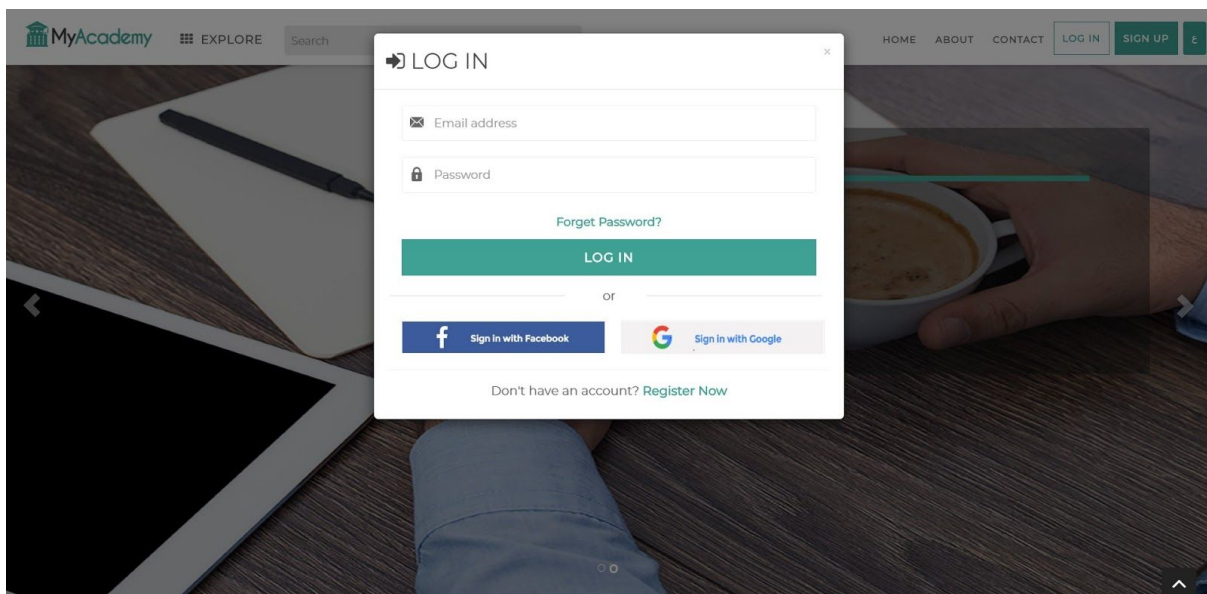 MyAcademy EXPLORE Search HOME ABOUT CONTACT LOG IN SIGN UP ع
LOG IN ×
Email address
Password
Forget Password?
LOG IN
or
Sign in with Facebook Sign in with Google
Don't have an account? Register Now